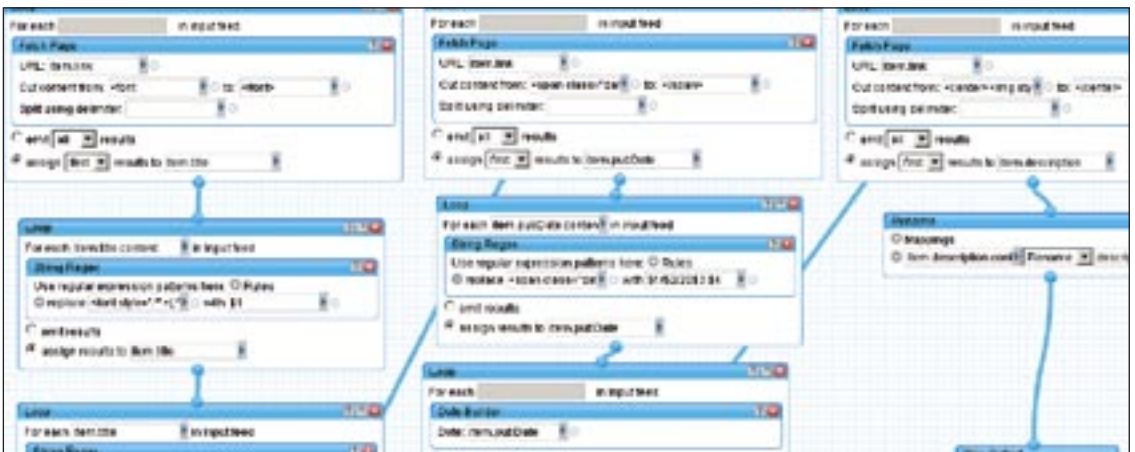 For each in input feed
Fetch Page
URL: item.link
Cut content from: <font to:
Split using delimiter:
emit all results
assign first results to item.title
Loop
For each item.title content in input feed
String Regex
Use regular expression patterns here: Rules
replace with $1
emit results
assign results to item.title
Loop
For each item.title in input feed
String Regex
For each in input feed
Fetch Page
URL: item.link
Cut content from: <span class= to:
Split using delimiter:
emit all results
assign first results to item.pubDate
Loop
For each item.pubDate content in input feed
String Regex
Use regular expression patterns here: Rules
replace <span class= with
emit results
assign results to item.pubDate
Loop
For each in input feed
Date Builder
Date: item.pubDate
For each in input feed
Fetch Page
URL: item.link
Cut content from: <center><img sty to:
Split using delimiter:
emit all results
assign first results to item.description
Rename
Mappings
item.description.cont Rename descri